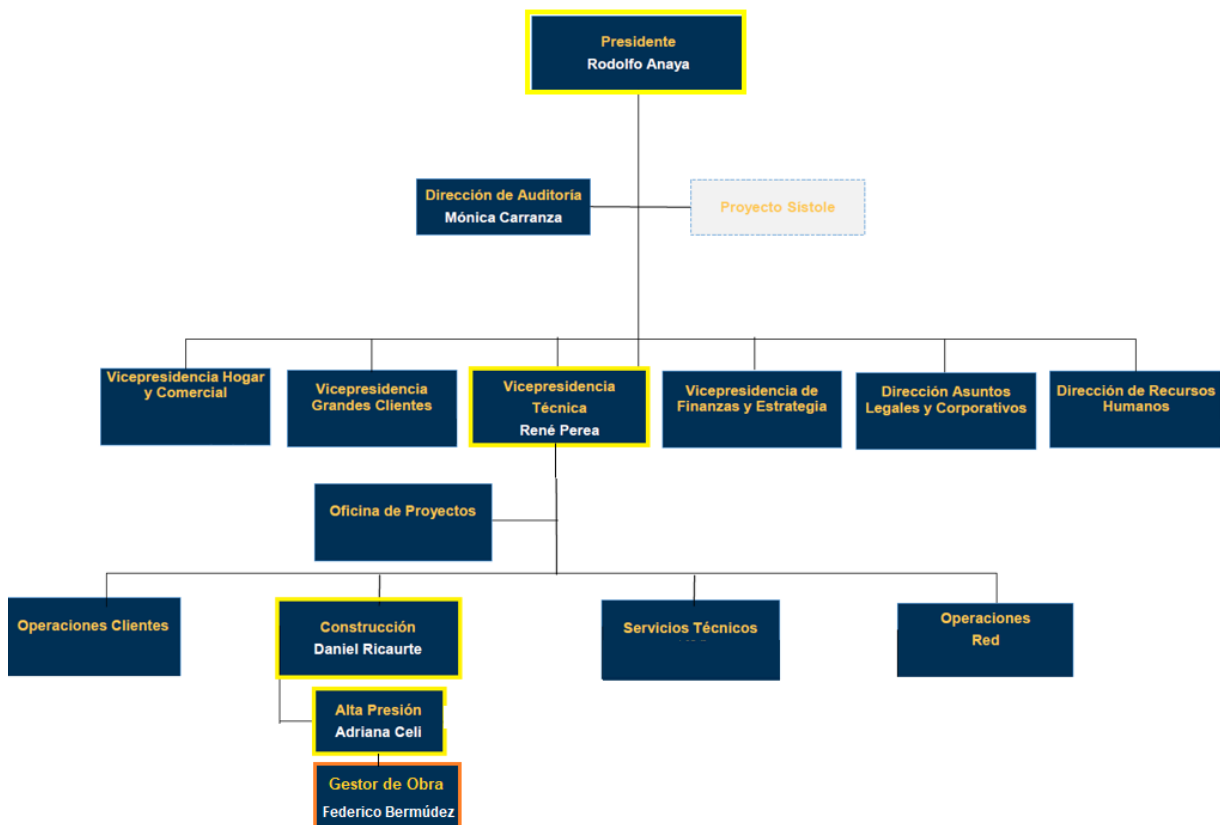 Presidente
Rodolfo Anaya
Dirección de Auditoría
Mónica Carranza
Proyecto Sístole
Vicepresidencia Hogar
y Comercial
Vicepresidencia
Grandes Clientes
Vicepresidencia
Técnica
René Perea
Vicepresidencia de
Finanzas y Estrategia
Dirección Asuntos
Legales y Corporativos
Dirección de Recursos
Humanos
Oficina de Proyectos
Operaciones Clientes
Construcción
Daniel Ricaurte
Servicios Técnicos
Operaciones
Red
Alta Presión
Adriana Celi
Gestor de Obra
Federico Bermúdez